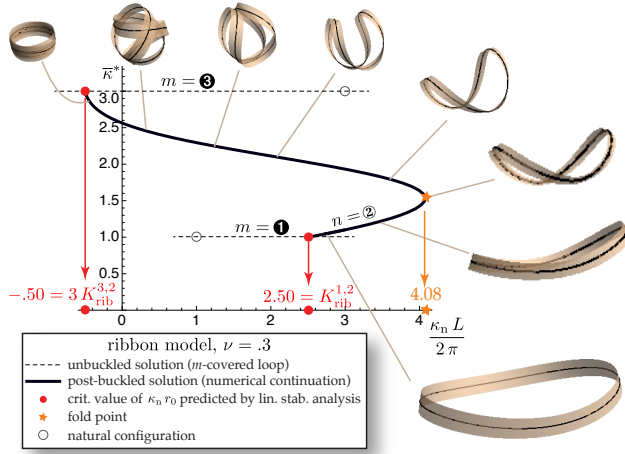 κ̄*
m = ❸
3.0
2.5
2.0
1.5
n = ②
m = ❶
1.0
0.5
−.50 = 3 K^{3,2}_{rib}
2.50 = K^{1,2}_{rib}
4.08
0 1 2 3 4
κ_n L / 2 π
ribbon model, ν = .3
unbuckled solution (m-covered loop)
post-buckled solution (numerical continuation)
crit. value of κ_n r_0 predicted by lin. stab. analysis
fold point
natural configuration